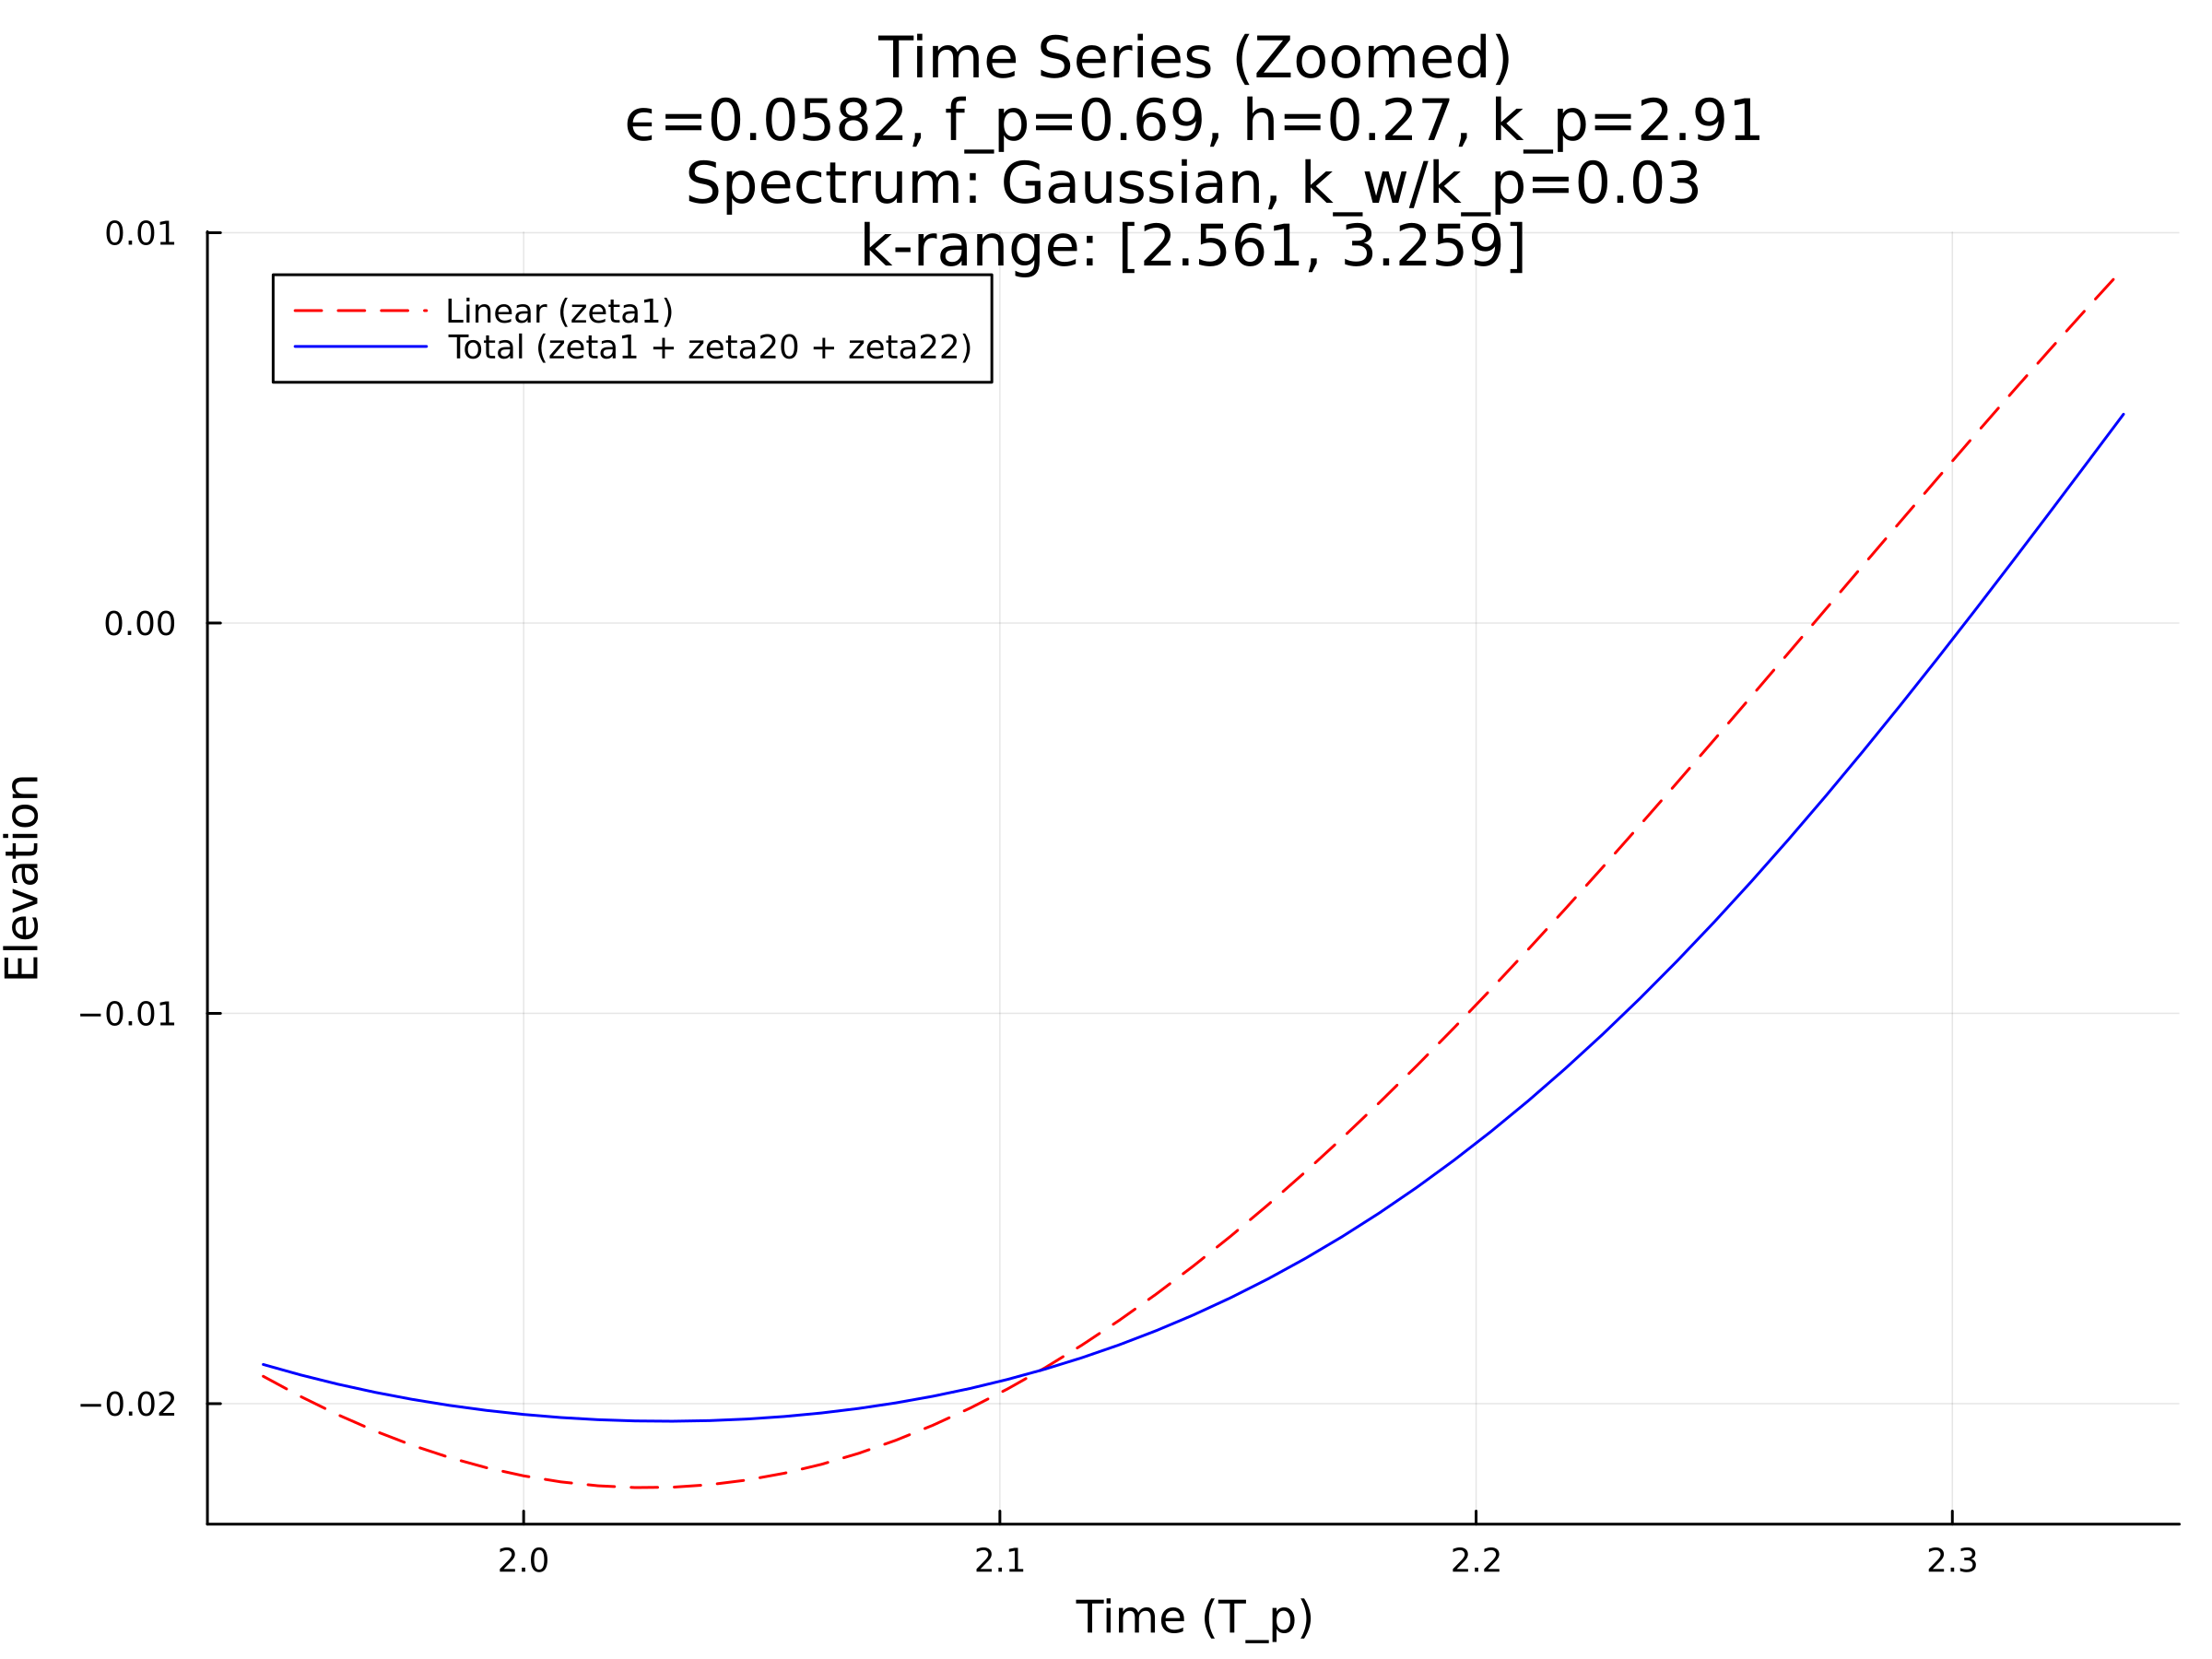 Time Series (Zoomed)
ϵ=0.0582, f_p=0.69, h=0.27, k_p=2.91
Spectrum: Gaussian, k_w/k_p=0.03
k-range: [2.561, 3.259]
Linear (zeta1)
Total (zeta1 + zeta20 + zeta22)
0.01
0.00
−0.01
−0.02
Elevation
2.0
2.1
2.2
2.3
Time (T_p)